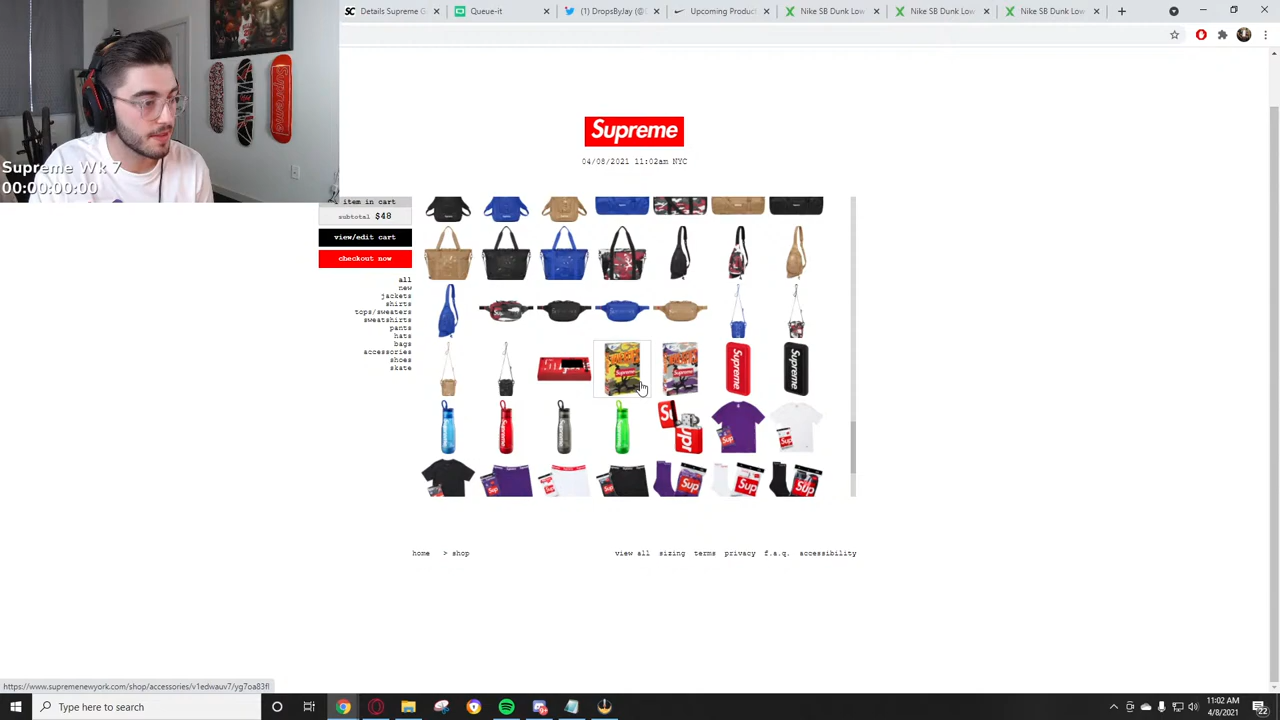 Details Supreme G
Queue-it
DropsByJay (@
Upcoming Product
Nike SB Dunk Low
Nike SB Dunk Low
Nike SB Dunk Low
Supreme
04/08/2021 11:02am NYC
Supreme Wk 7
00:00:00:00
1 item in cart
subtotal $48
view/edit cart
checkout now
all
new
jackets
shirts
tops/sweaters
sweatshirts
pants
hats
bags
accessories
shoes
skate
home > shop
view all sizing terms privacy f.a.q. accessibility
https://www.supremenewyork.com/shop/accessories/v1edwauv7/yg7oa83fl
Type here to search
11:02 AM
4/8/2021
22